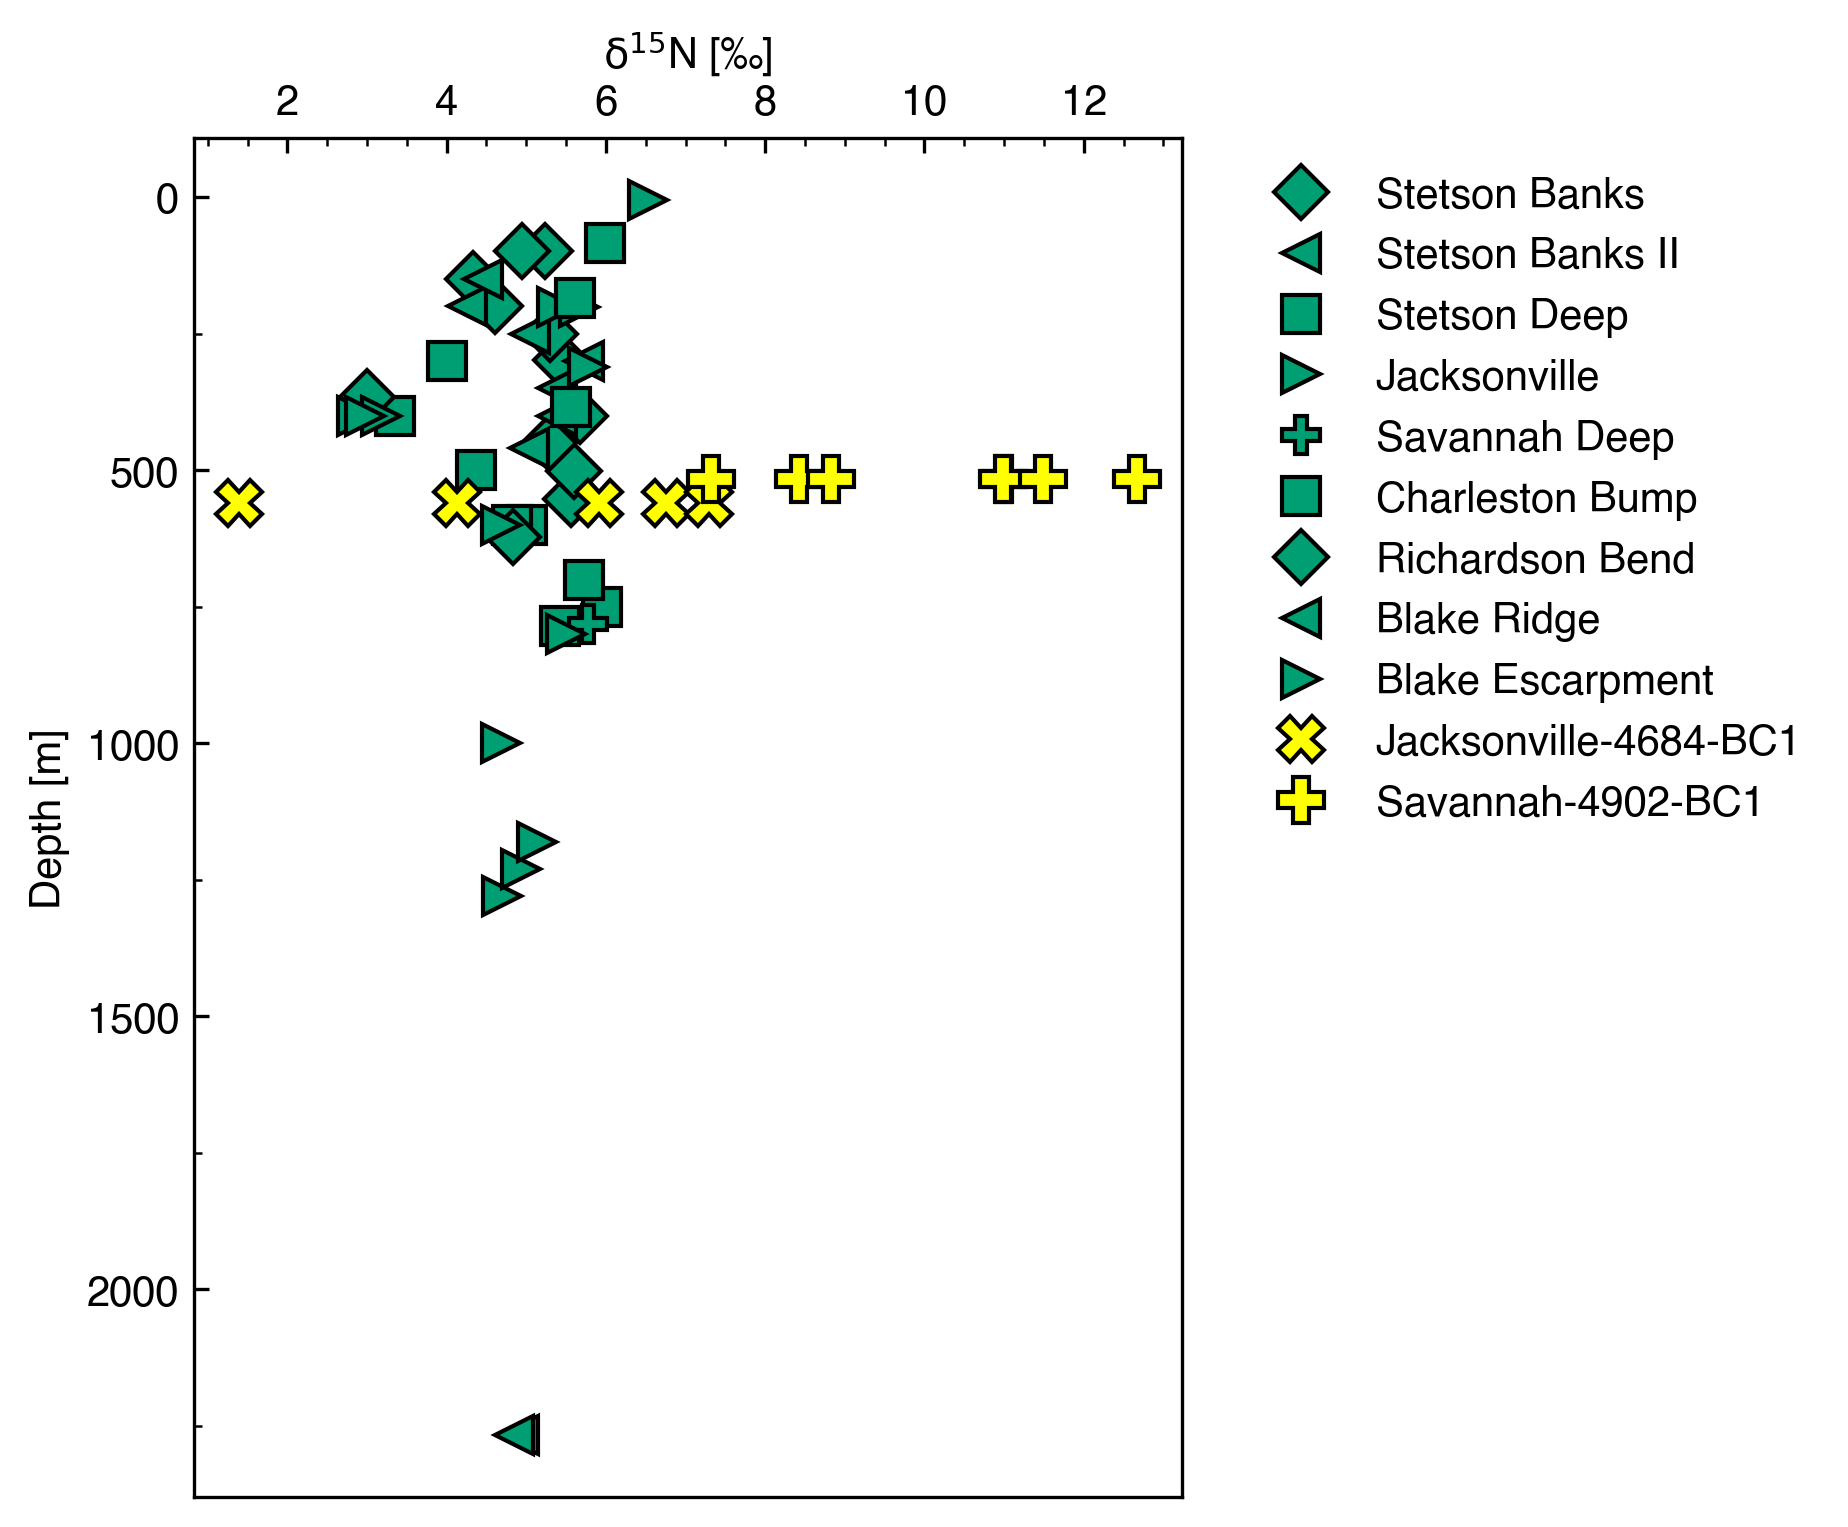 δ¹⁵N [‰]
2 4 6 8 10 12
0
500
1000
1500
2000
Depth [m]
Stetson Banks
Stetson Banks II
Stetson Deep
Jacksonville
Savannah Deep
Charleston Bump
Richardson Bend
Blake Ridge
Blake Escarpment
Jacksonville-4684-BC1
Savannah-4902-BC1